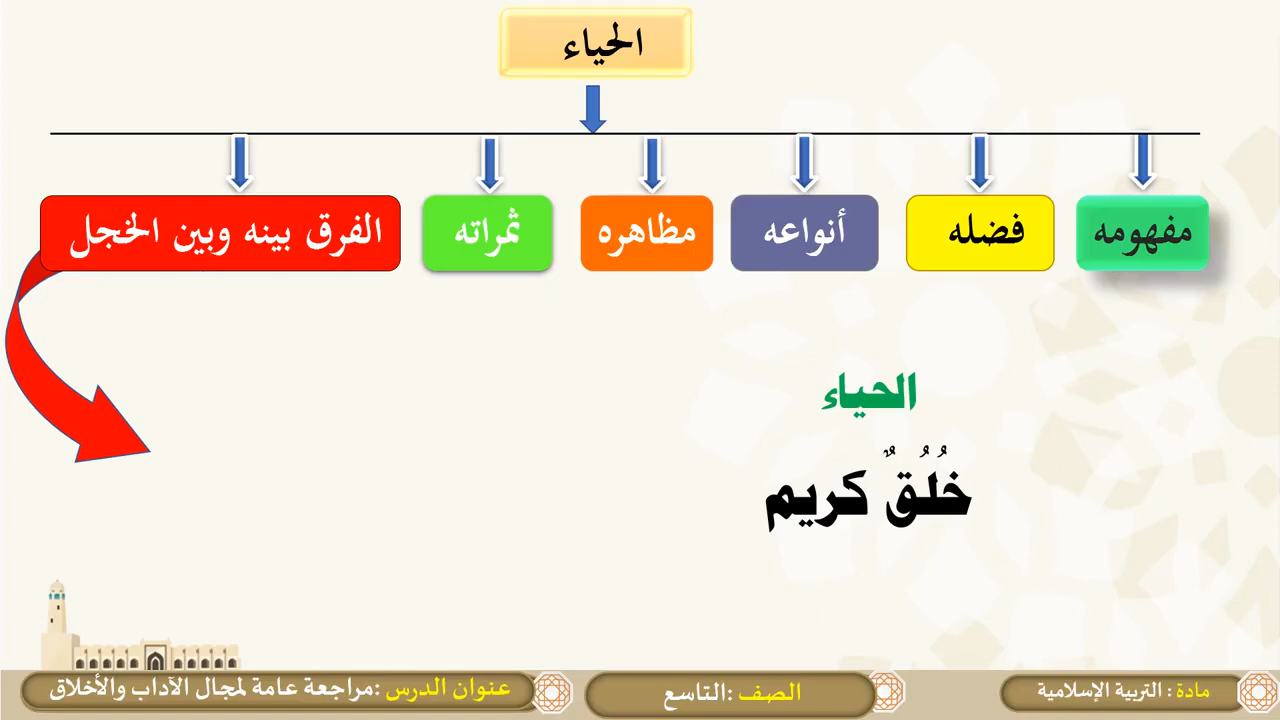 الحياء
مفهومه
فضله
أنواعه
مظاهره
ثمراته
الفرق بينه وبين الخجل
الحياء
خُلُقٌ كريم
مادة : التربية الإسلامية
الصف :التاسع
عنوان الدرس :مراجعة عامة لمجال الآداب والأخلاق